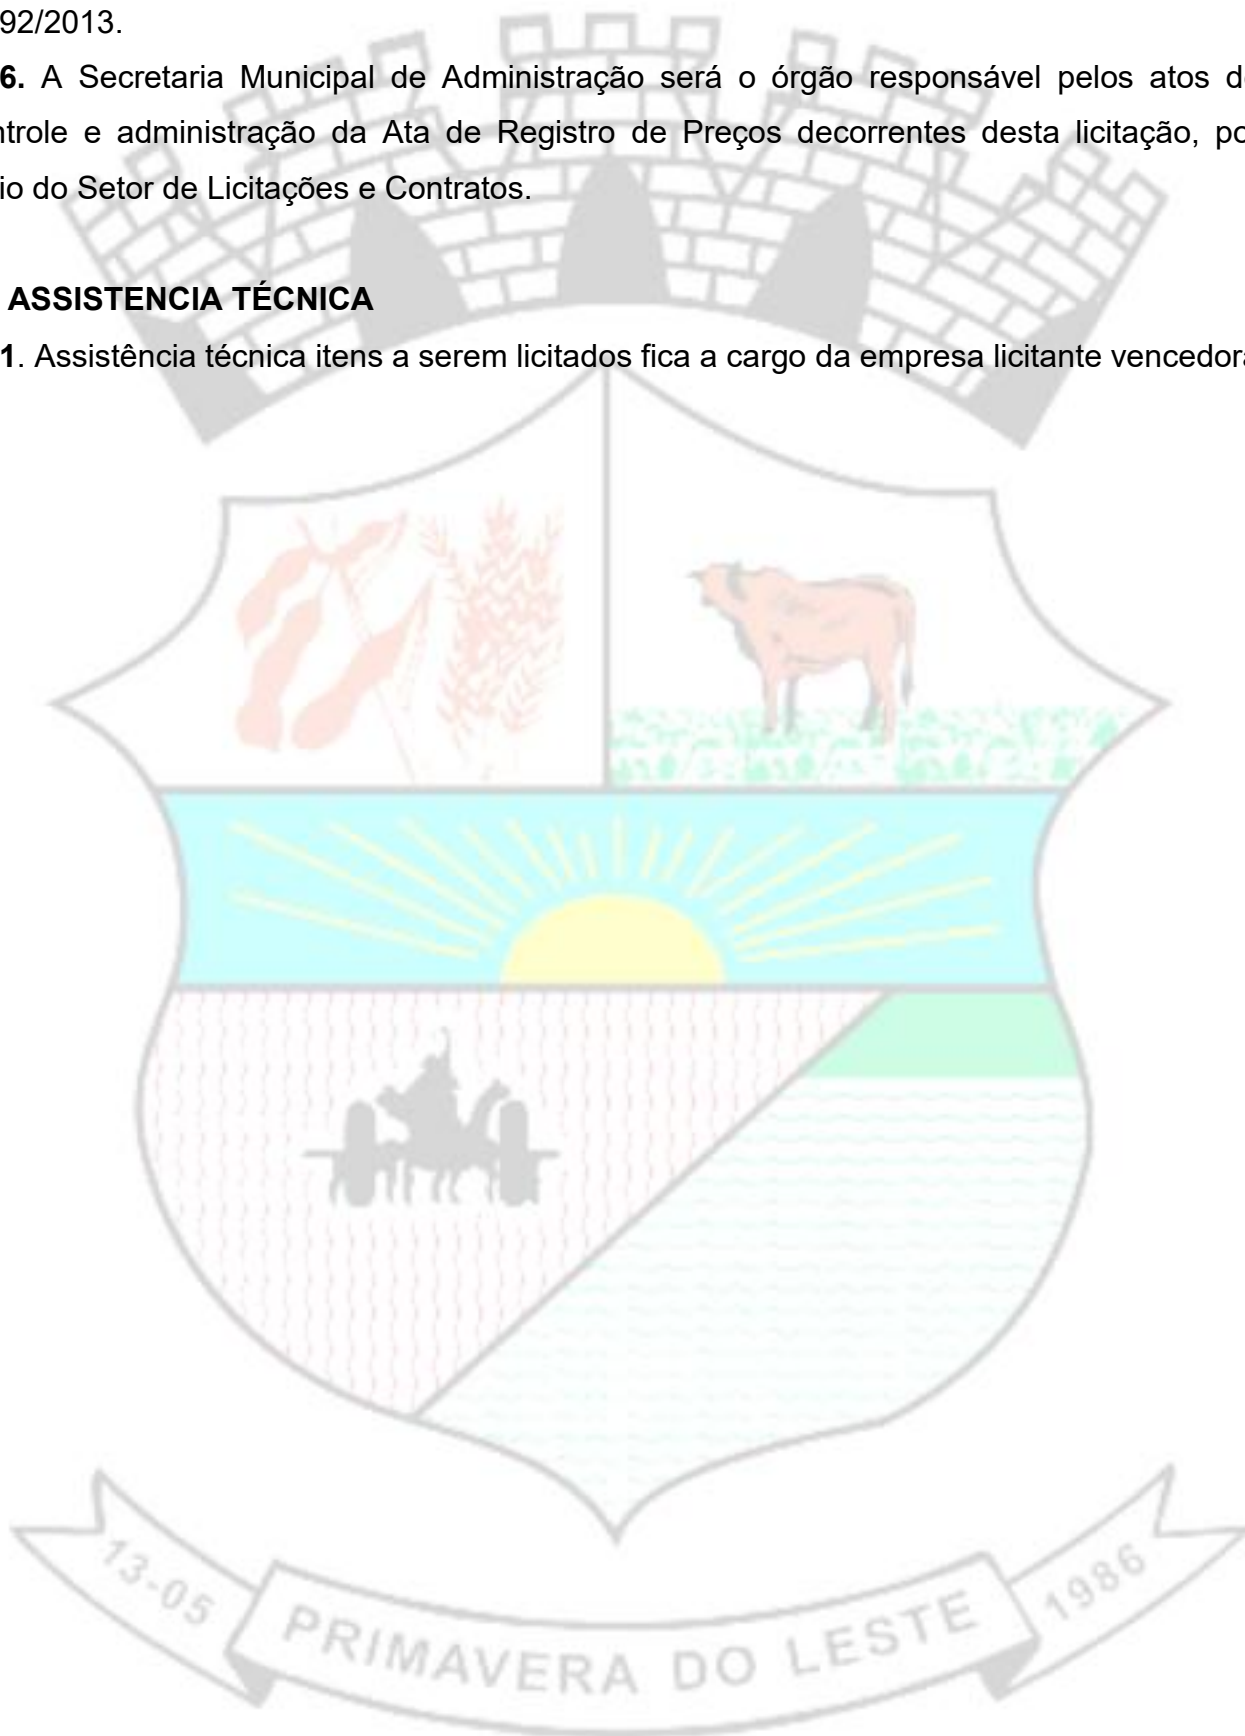 92/2013.
6. A Secretaria Municipal de Administração será o órgão responsável pelos atos d
ntrole e administração da Ata de Registro de Preços decorrentes desta licitação, po
io do Setor de Licitações e Contratos.
ASSISTENCIA TÉCNICA
1. Assistência técnica itens a serem licitados fica a cargo da empresa licitante vencedora
13-05
PRIMAVERA DO LESTE
1986